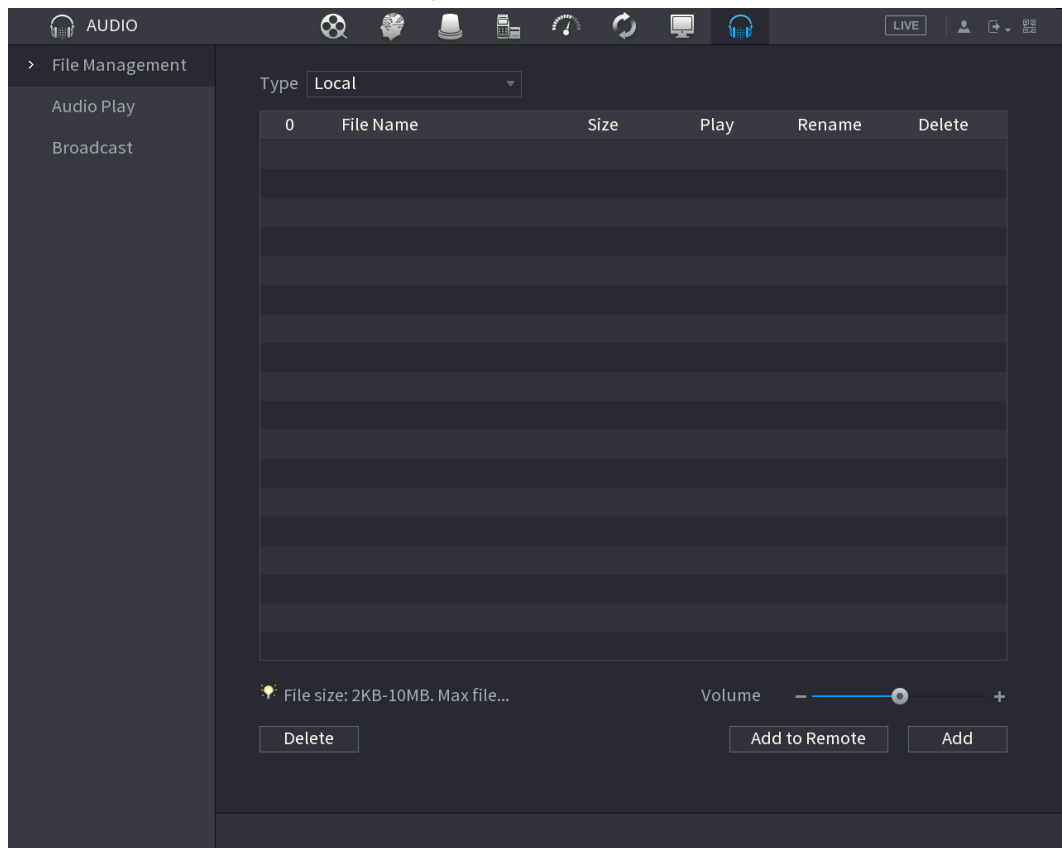 AUDIO
LIVE
File Management
Audio Play
Broadcast
Type Local
0 File Name Size Play Rename Delete
File size: 2KB-10MB. Max file...
Volume
Delete
Add to Remote
Add